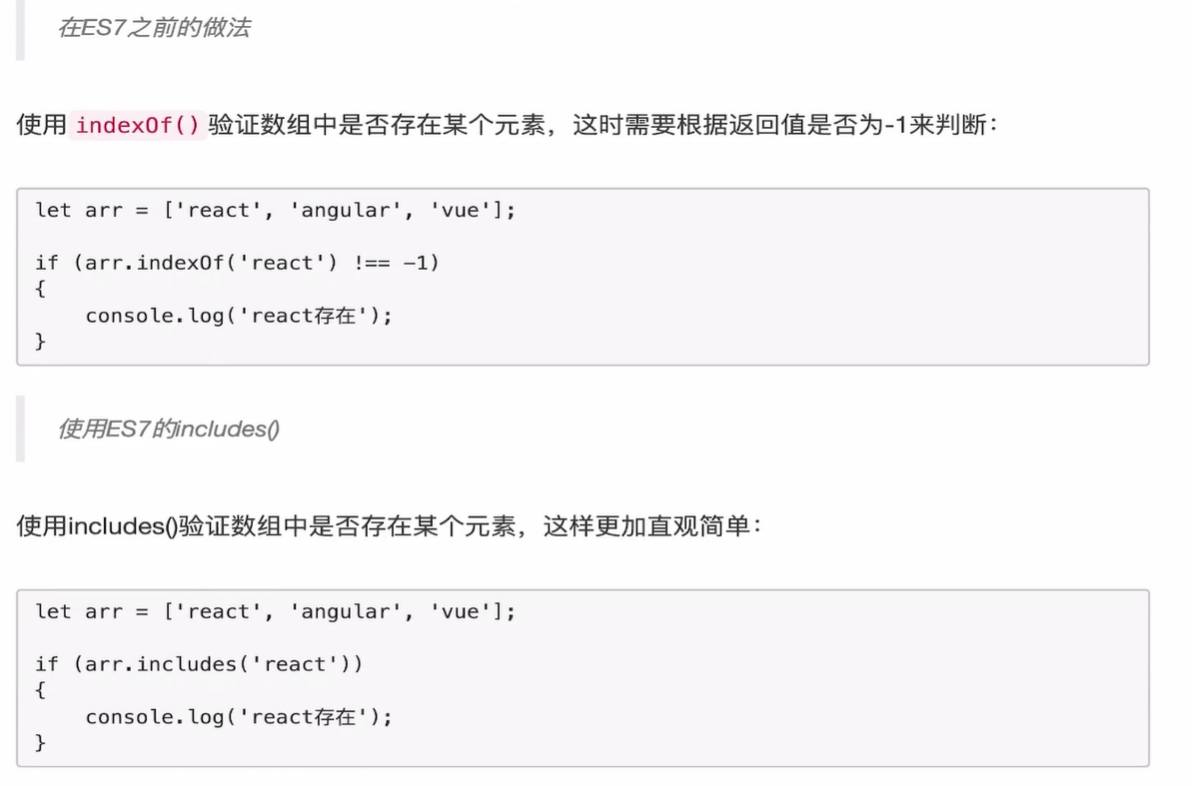 在ES7之前的做法
使用 indexOf() 验证数组中是否存在某个元素，这时需要根据返回值是否为-1来判断：
let arr = ['react', 'angular', 'vue'];
if (arr.indexOf('react') !== -1)
{
    console.log('react存在');
}
使用ES7的includes()
使用includes()验证数组中是否存在某个元素，这样更加直观简单：
let arr = ['react', 'angular', 'vue'];
if (arr.includes('react'))
{
    console.log('react存在');
}